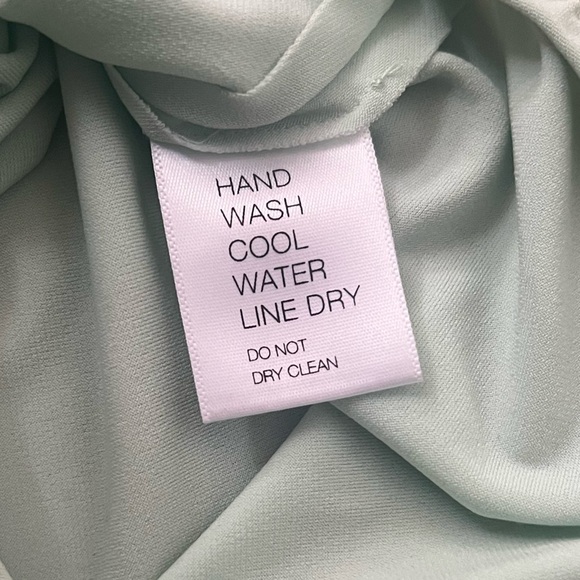 HAND
WASH
COOL
WATER
LINE DRY
DO NOT
DRY CLEAN